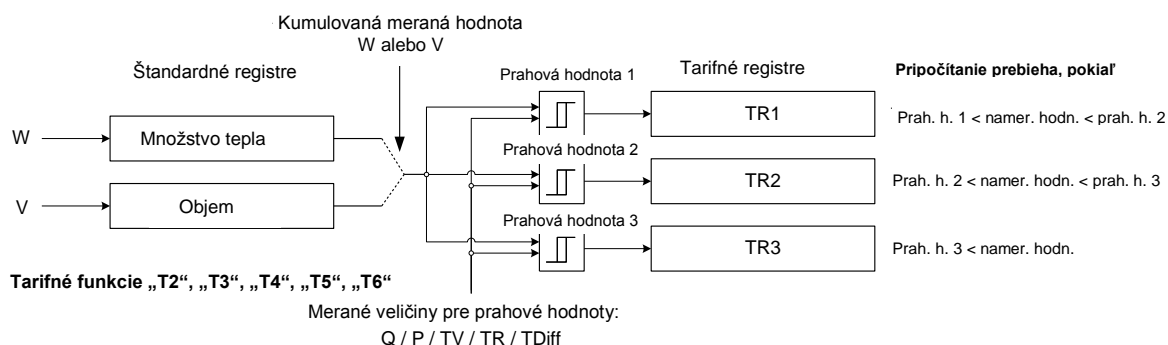 Kumulovaná meraná hodnota
W alebo V
Štandardné registre
Prahová hodnota 1
Tarifné registre
Pripočítanie prebieha, pokiaľ
W
Množstvo tepla
TR1
Prah. h. 1 < namer. hodn. < prah. h. 2
Prahová hodnota 2
V
Objem
TR2
Prah. h. 2 < namer. hodn. < prah. h. 3
Prahová hodnota 3
TR3
Prah. h. 3 < namer. hodn.
Tarifné funkcie „T2“, „T3“, „T4“, „T5“, „T6“
Merané veličiny pre prahové hodnoty:
Q / P / TV / TR / TDiff